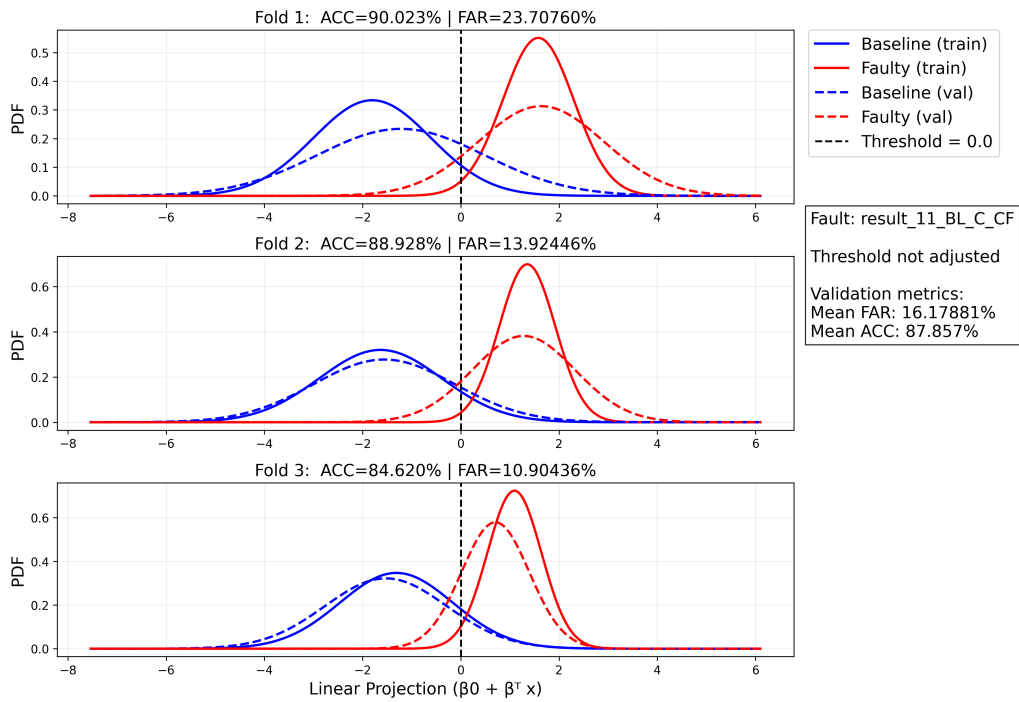 Fold 1:  ACC=90.023% | FAR=23.70760%
PDF
0.5
0.4
0.3
0.2
0.1
0.0
−8 −6 −4 −2 0 2 4 6
Baseline (train)
Faulty (train)
Baseline (val)
Faulty (val)
Threshold = 0.0
Fault: result_11_BL_C_CF
Threshold not adjusted
Validation metrics:
Mean FAR: 16.17881%
Mean ACC: 87.857%
Fold 2:  ACC=88.928% | FAR=13.92446%
PDF
0.6
0.4
0.2
0.0
−8 −6 −4 −2 0 2 4 6
Fold 3:  ACC=84.620% | FAR=10.90436%
PDF
0.6
0.4
0.2
0.0
−8 −6 −4 −2 0 2 4 6
Linear Projection (β0 + βᵀ x)